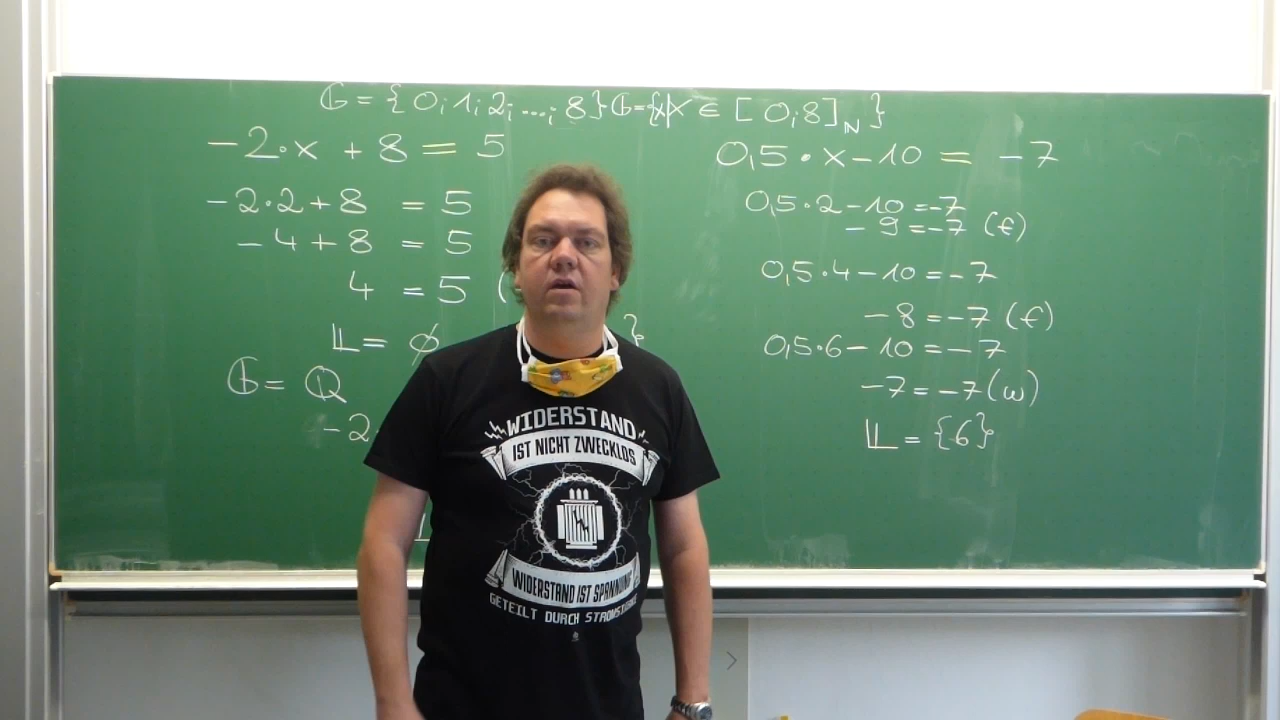 𝔾 = {0;1;2;...;8} 𝔾={x|x ∈ [0;8]ℕ}
-2·x + 8 = 5
-2·2+8 = 5
-4+8 = 5
4 = 5 (
𝕃 = ∅
}
𝔾 = ℚ
-2
0,5·x-10 = -7
0,5·2-10=-7
-9=-7 (f)
0,5·4-10=-7
-8=-7 (f)
0,5·6-10=-7
-7=-7(w)
𝕃 = {6}
WIDERSTAND
IST NICHT ZWECKLOS
WIDERSTAND IST SPANNUNG
GETEILT DURCH